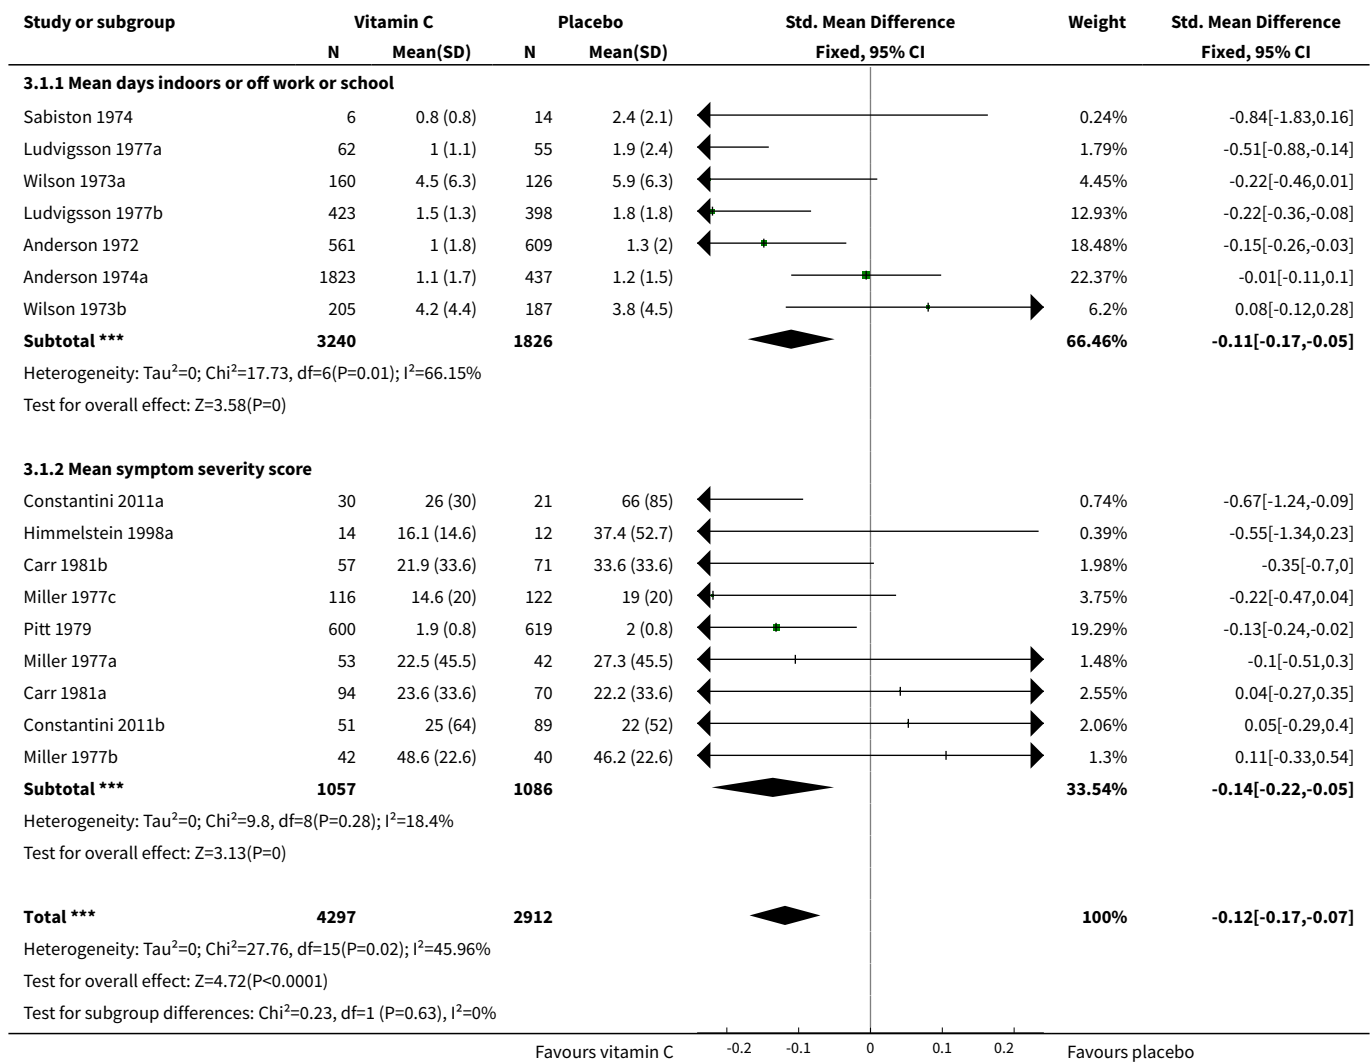 Study or subgroup Vitamin C Placebo Std. Mean Difference Weight Std. Mean Difference
N Mean(SD) N Mean(SD) Fixed, 95% CI Fixed, 95% CI
3.1.1 Mean days indoors or off work or school
Sabiston 1974 6 0.8 (0.8) 14 2.4 (2.1) 0.24% -0.84[-1.83,0.16]
Ludvigsson 1977a 62 1 (1.1) 55 1.9 (2.4) 1.79% -0.51[-0.88,-0.14]
Wilson 1973a 160 4.5 (6.3) 126 5.9 (6.3) 4.45% -0.22[-0.46,0.01]
Ludvigsson 1977b 423 1.5 (1.3) 398 1.8 (1.8) 12.93% -0.22[-0.36,-0.08]
Anderson 1972 561 1 (1.8) 609 1.3 (2) 18.48% -0.15[-0.26,-0.03]
Anderson 1974a 1823 1.1 (1.7) 437 1.2 (1.5) 22.37% -0.01[-0.11,0.1]
Wilson 1973b 205 4.2 (4.4) 187 3.8 (4.5) 6.2% 0.08[-0.12,0.28]
Subtotal *** 3240 1826 66.46% -0.11[-0.17,-0.05]
Heterogeneity: Tau²=0; Chi²=17.73, df=6(P=0.01); I²=66.15%
Test for overall effect: Z=3.58(P=0)
3.1.2 Mean symptom severity score
Constantini 2011a 30 26 (30) 21 66 (85) 0.74% -0.67[-1.24,-0.09]
Himmelstein 1998a 14 16.1 (14.6) 12 37.4 (52.7) 0.39% -0.55[-1.34,0.23]
Carr 1981b 57 21.9 (33.6) 71 33.6 (33.6) 1.98% -0.35[-0.7,0]
Miller 1977c 116 14.6 (20) 122 19 (20) 3.75% -0.22[-0.47,0.04]
Pitt 1979 600 1.9 (0.8) 619 2 (0.8) 19.29% -0.13[-0.24,-0.02]
Miller 1977a 53 22.5 (45.5) 42 27.3 (45.5) 1.48% -0.1[-0.51,0.3]
Carr 1981a 94 23.6 (33.6) 70 22.2 (33.6) 2.55% 0.04[-0.27,0.35]
Constantini 2011b 51 25 (64) 89 22 (52) 2.06% 0.05[-0.29,0.4]
Miller 1977b 42 48.6 (22.6) 40 46.2 (22.6) 1.3% 0.11[-0.33,0.54]
Subtotal *** 1057 1086 33.54% -0.14[-0.22,-0.05]
Heterogeneity: Tau²=0; Chi²=9.8, df=8(P=0.28); I²=18.4%
Test for overall effect: Z=3.13(P=0)
Total *** 4297 2912 100% -0.12[-0.17,-0.07]
Heterogeneity: Tau²=0; Chi²=27.76, df=15(P=0.02); I²=45.96%
Test for overall effect: Z=4.72(P<0.0001)
Test for subgroup differences: Chi²=0.23, df=1 (P=0.63), I²=0%
Favours vitamin C -0.2 -0.1 0 0.1 0.2 Favours placebo